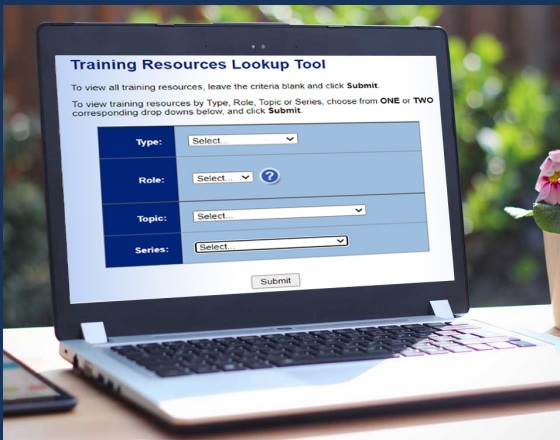 Training Resources Lookup Tool
To view all training resources, leave the criteria blank and click Submit.
To view training resources by Type, Role, Topic or Series, choose from ONE or TWO
corresponding drop downs below, and click Submit.
Type: Select...
Role: Select... ?
Topic: Select...
Series: Select...
Submit